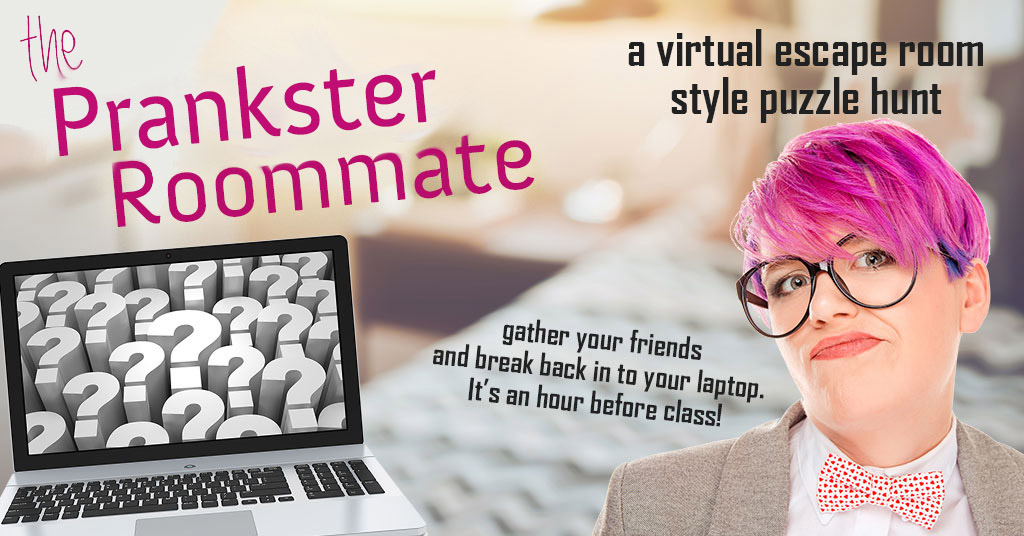 the
Prankster
Roommate
a virtual escape room
style puzzle hunt
gather your friends
and break back in to your laptop.
It's an hour before class!